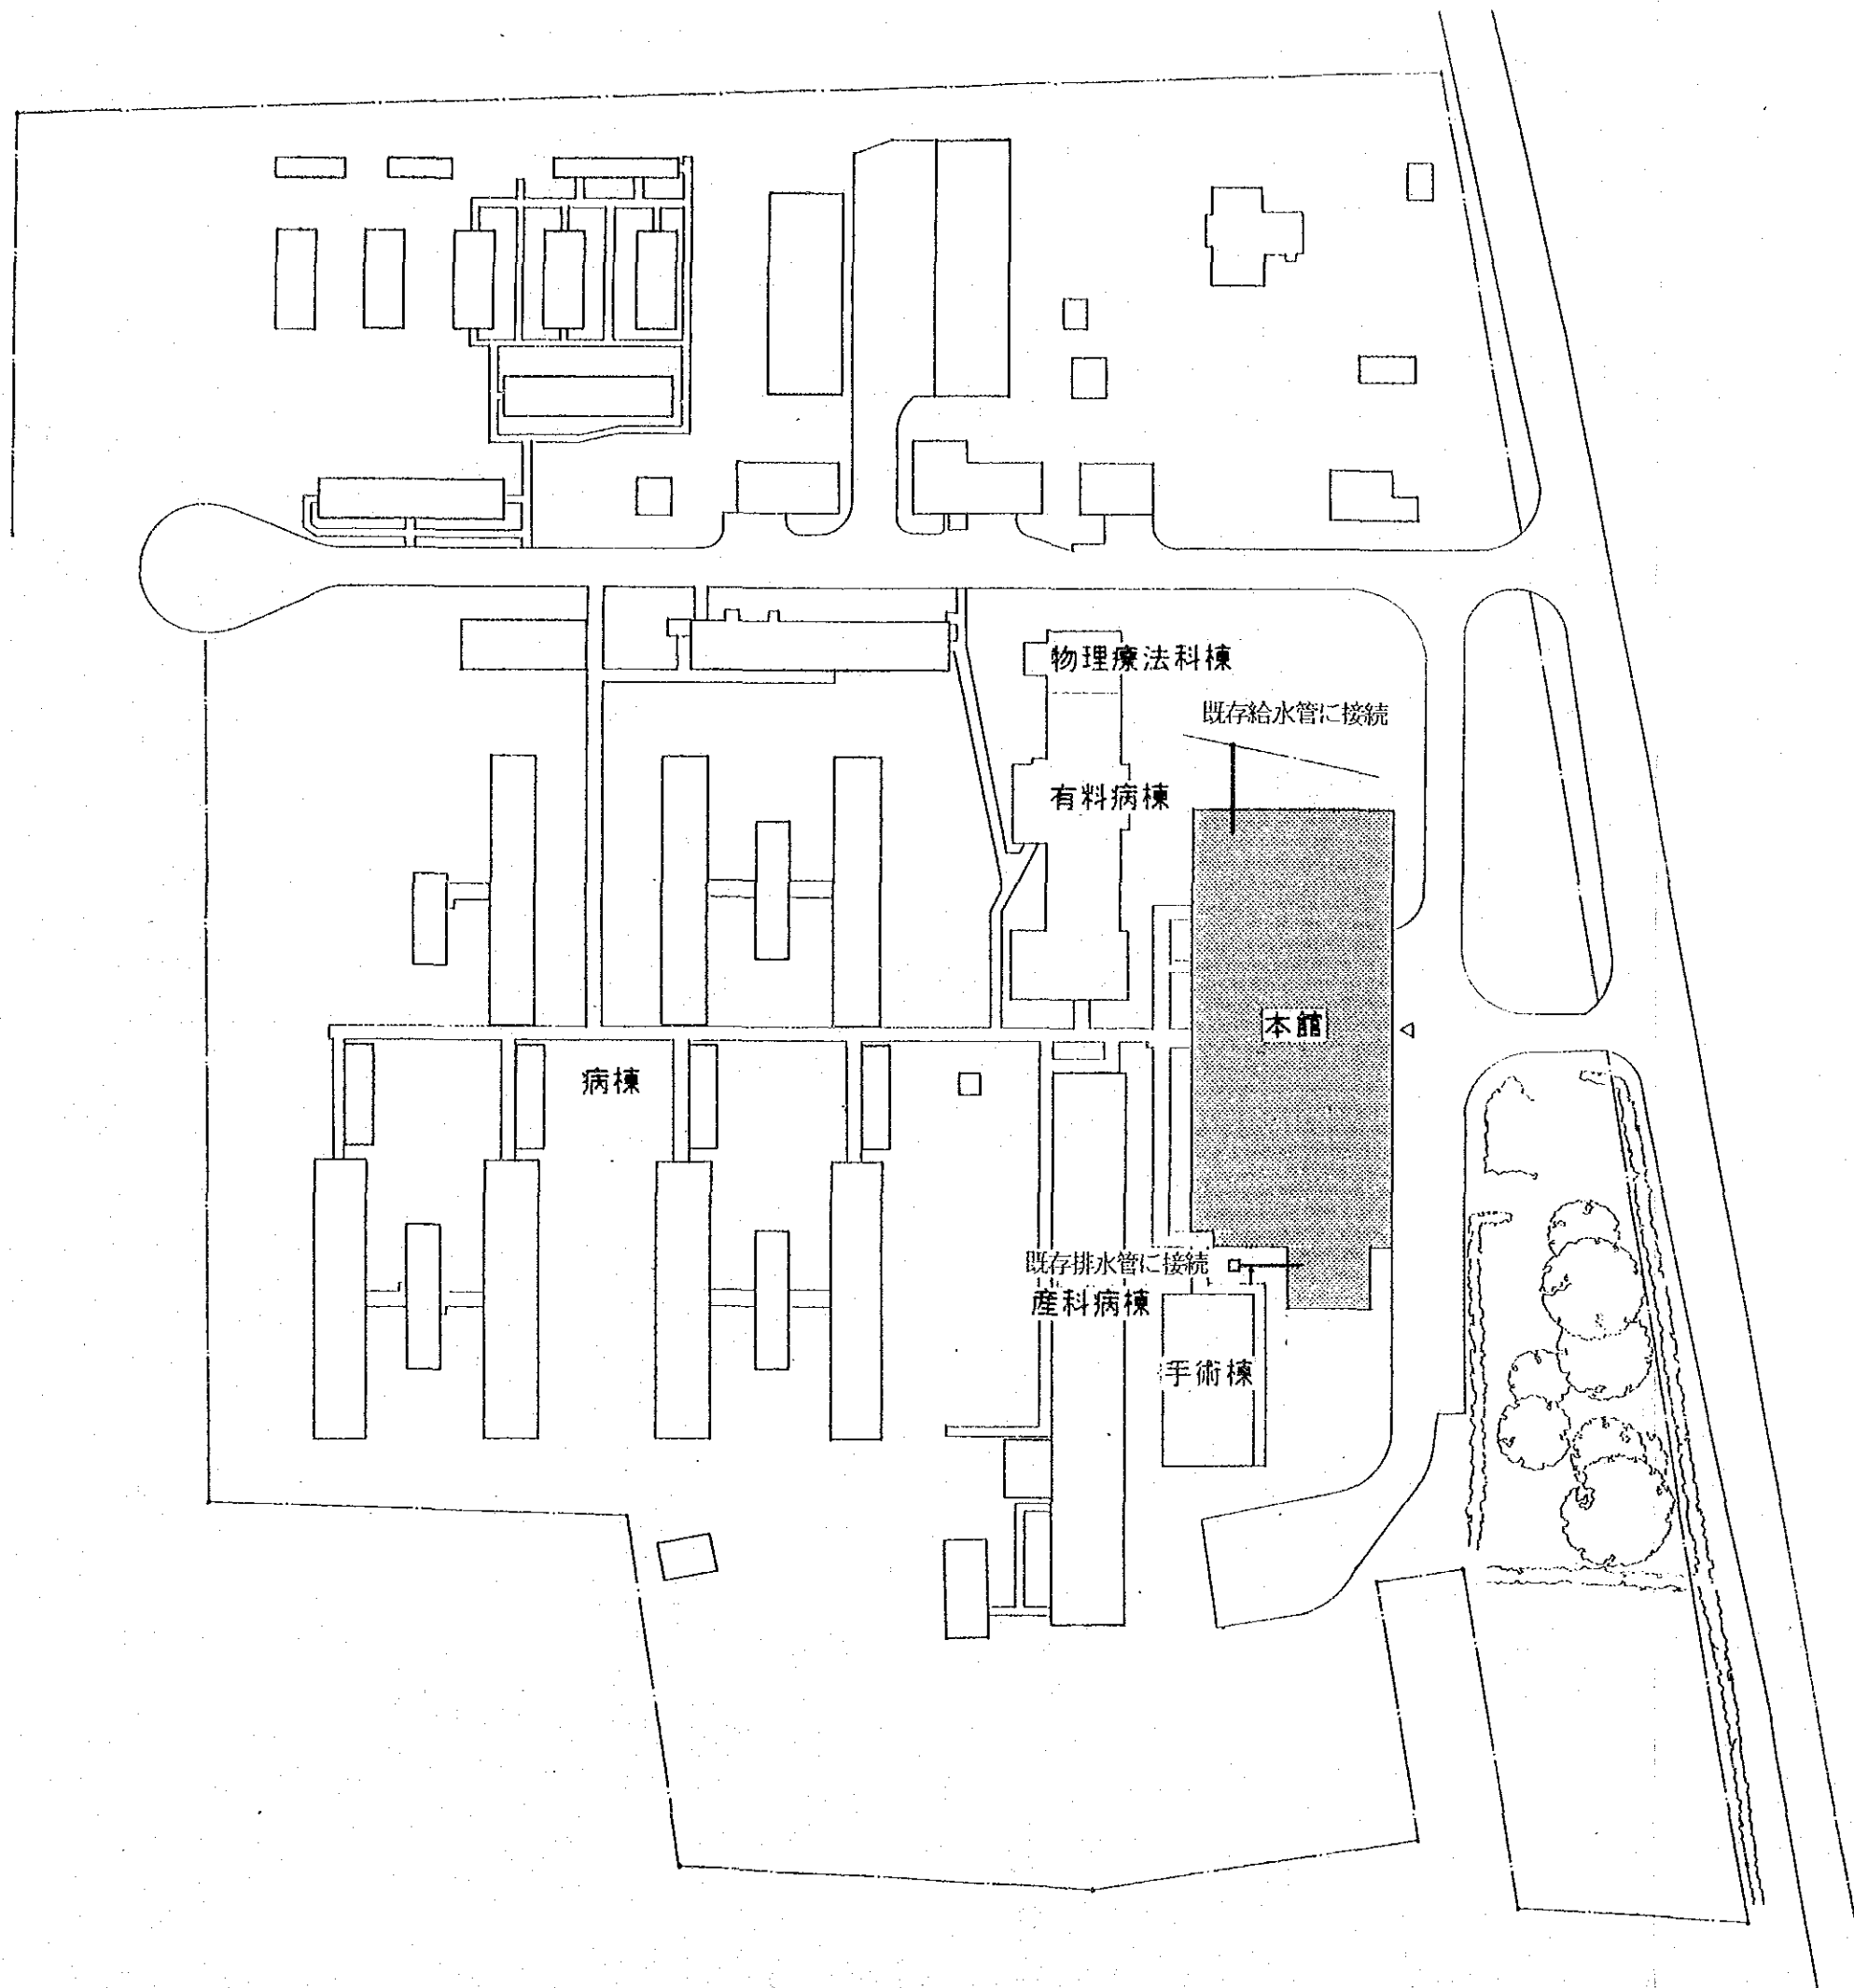 物理療法科棟
既存給水管に接続
有料病棟
本館
病棟
既存排水管に接続
産科病棟
手術棟